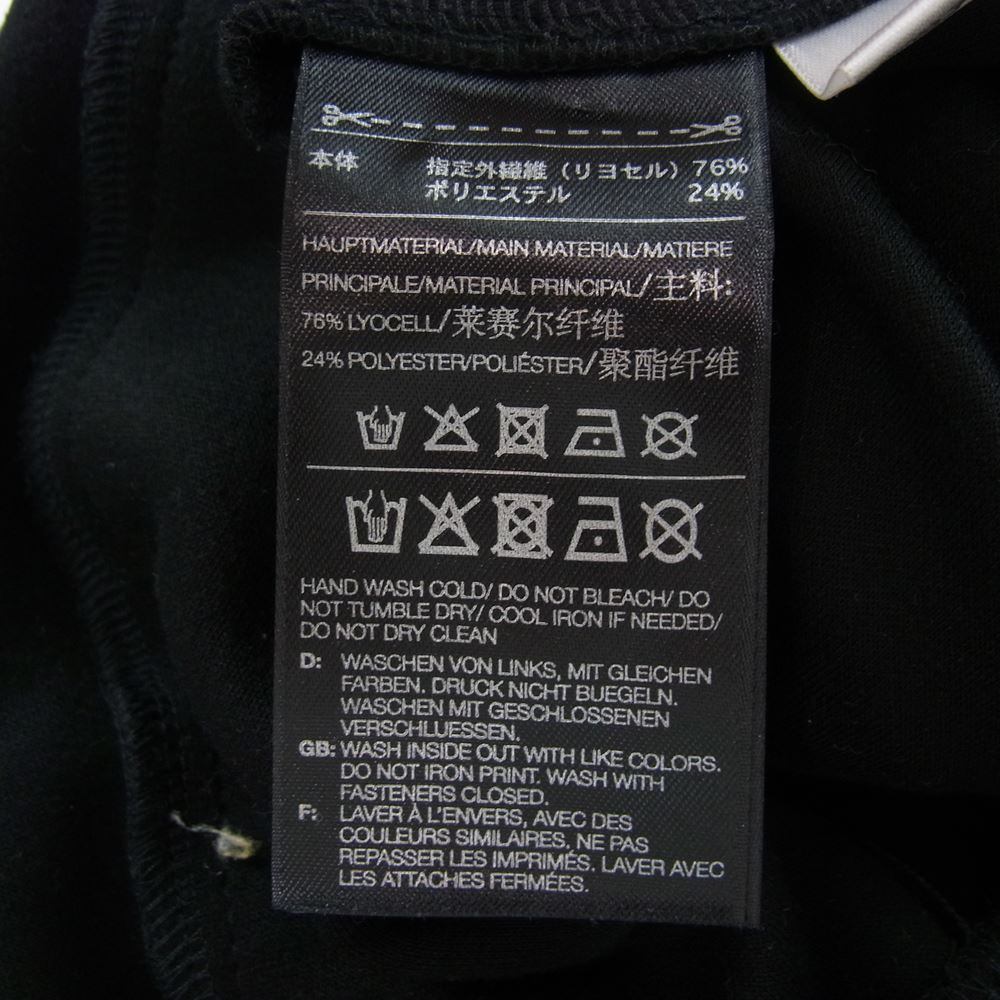 本体 指定外繊維（リヨセル） 76%
ポリエステル 24%
HAUPTMATERIAL/MAIN MATERIAL/MATIERE
PRINCIPALE/MATERIAL PRINCIPAL/主料:
76% LYOCELL/莱赛尔纤维
24% POLYESTER/POLIÉSTER/聚酯纤维
HAND WASH COLD/ DO NOT BLEACH/ DO
NOT TUMBLE DRY/ COOL IRON IF NEEDED/
DO NOT DRY CLEAN
D: WASCHEN VON LINKS, MIT GLEICHEN
FARBEN. DRUCK NICHT BUEGELN.
WASCHEN MIT GESCHLOSSENEN
VERSCHLUESSEN.
GB: WASH INSIDE OUT WITH LIKE COLORS.
DO NOT IRON PRINT. WASH WITH
FASTENERS CLOSED.
F: LAVER À L'ENVERS, AVEC DES
COULEURS SIMILAIRES. NE PAS
REPASSER LES IMPRIMÉS. LAVER AVEC
LES ATTACHES FERMÉES.